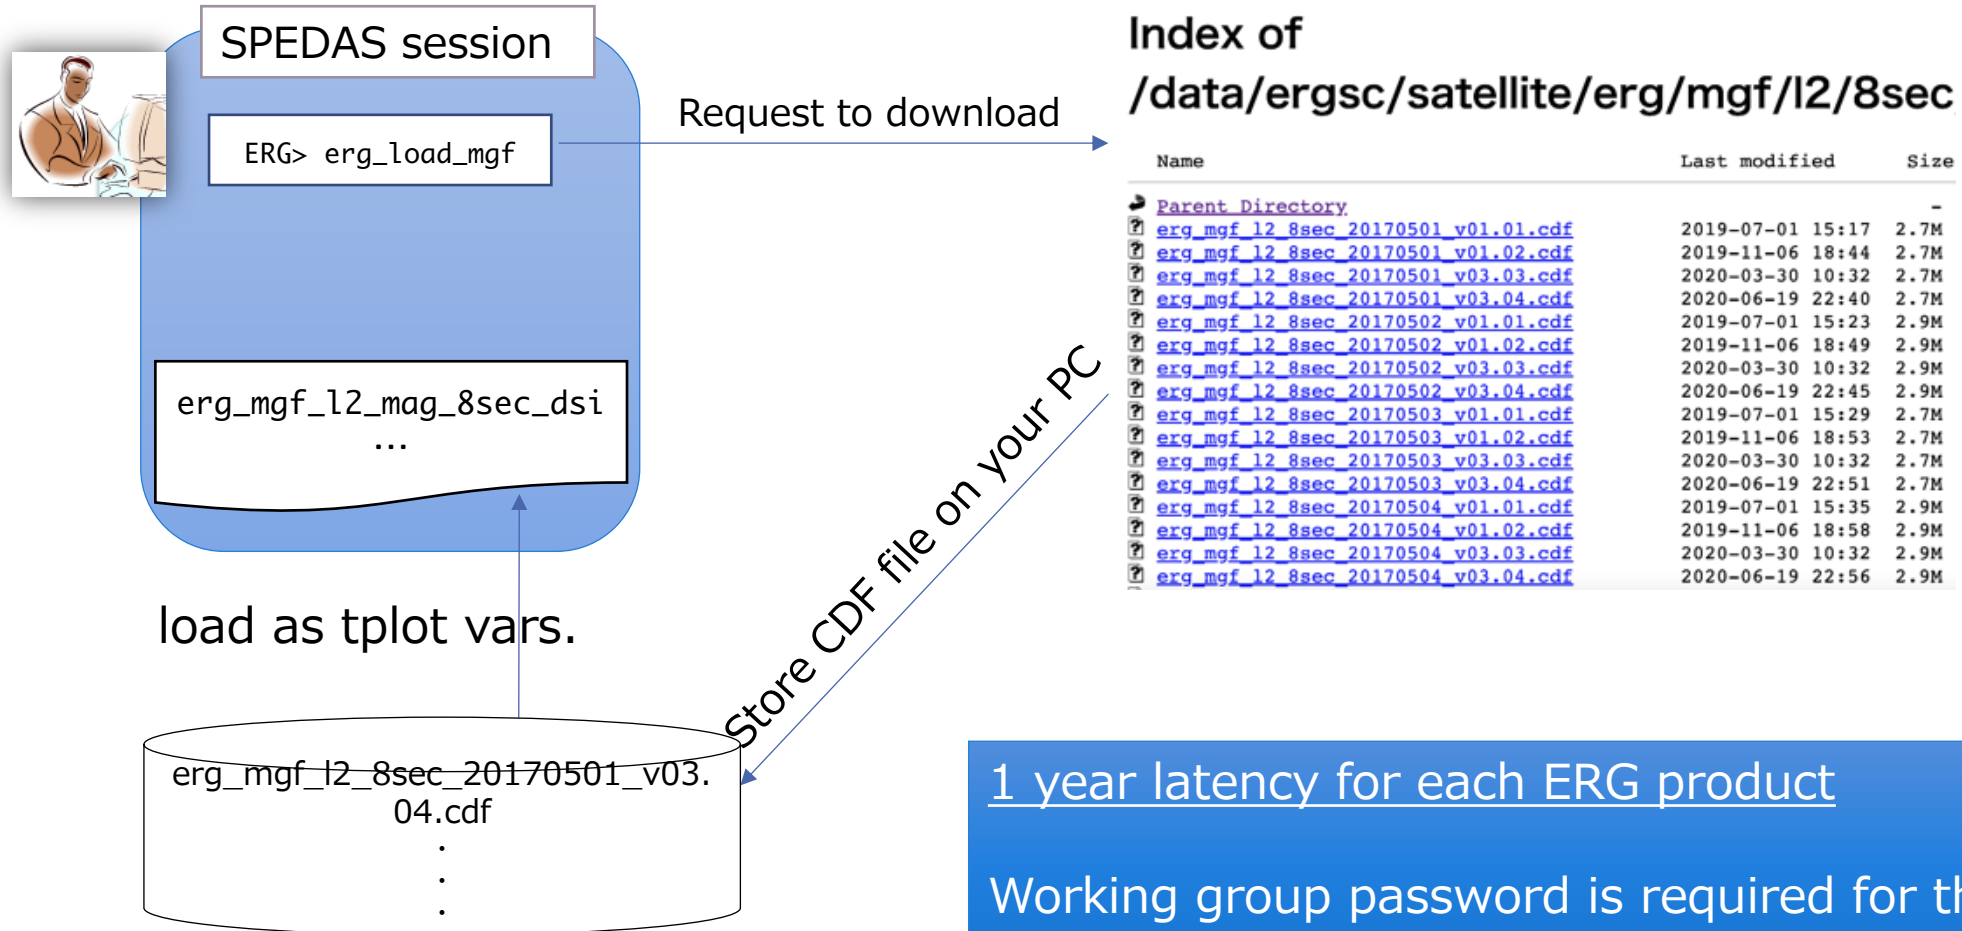 SPEDAS session
ERG> erg_load_mgf
Request to download
Index of
/data/ergsc/satellite/erg/mgf/l2/8sec
Name Last modified Size
Parent Directory -
erg_mgf_l2_8sec_20170501_v01.01.cdf 2019-07-01 15:17 2.7M
erg_mgf_l2_8sec_20170501_v01.02.cdf 2019-11-06 18:44 2.7M
erg_mgf_l2_8sec_20170501_v03.03.cdf 2020-03-30 10:32 2.7M
erg_mgf_l2_8sec_20170501_v03.04.cdf 2020-06-19 22:40 2.7M
erg_mgf_l2_8sec_20170502_v01.01.cdf 2019-07-01 15:23 2.9M
erg_mgf_l2_8sec_20170502_v01.02.cdf 2019-11-06 18:49 2.9M
erg_mgf_l2_8sec_20170502_v03.03.cdf 2020-03-30 10:32 2.9M
erg_mgf_l2_8sec_20170502_v03.04.cdf 2020-06-19 22:45 2.9M
erg_mgf_l2_8sec_20170503_v01.01.cdf 2019-07-01 15:29 2.7M
erg_mgf_l2_8sec_20170503_v01.02.cdf 2019-11-06 18:53 2.7M
erg_mgf_l2_8sec_20170503_v03.03.cdf 2020-03-30 10:32 2.7M
erg_mgf_l2_8sec_20170503_v03.04.cdf 2020-06-19 22:51 2.7M
erg_mgf_l2_8sec_20170504_v01.01.cdf 2019-07-01 15:35 2.9M
erg_mgf_l2_8sec_20170504_v01.02.cdf 2019-11-06 18:58 2.9M
erg_mgf_l2_8sec_20170504_v03.03.cdf 2020-03-30 10:32 2.9M
erg_mgf_l2_8sec_20170504_v03.04.cdf 2020-06-19 22:56 2.9M
erg_mgf_l2_mag_8sec_dsi
...
Store CDF file on your PC
load as tplot vars.
erg_mgf_l2_8sec_20170501_v03.
04.cdf
.
.
.
1 year latency for each ERG product
Working group password is required for